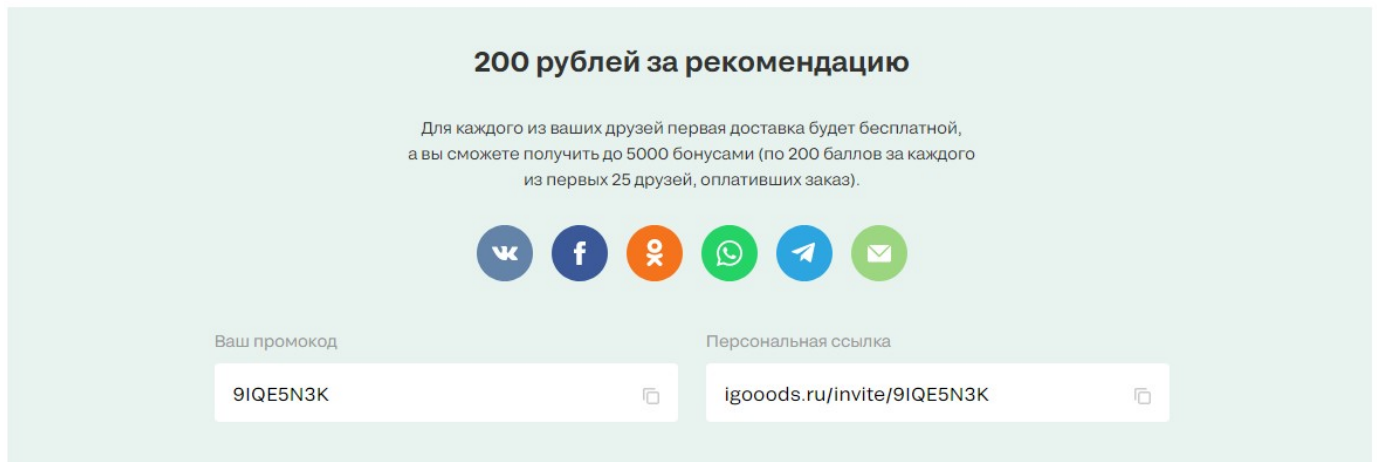 200 рублей за рекомендацию
Для каждого из ваших друзей первая доставка будет бесплатной,
а вы сможете получить до 5000 бонусами (по 200 баллов за каждого
из первых 25 друзей, оплативших заказ).
Ваш промокод
Персональная ссылка
9IQE5N3K
igooods.ru/invite/9IQE5N3K